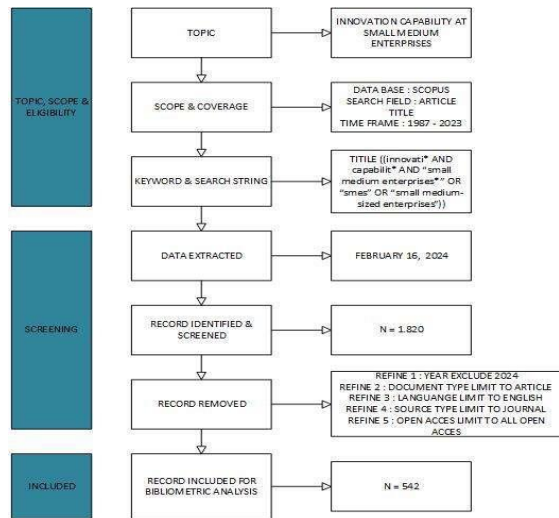 TOPIC
INNOVATION CAPABILITY AT
SMALL MEDIUM
ENTERPRISES
TOPIC, SCOPE &
ELIGIBILITY
SCOPE & COVERAGE
DATA BASE : SCOPUS
SEARCH FIELD : ARTICLE
TITLE
TIME FRAME : 1987 - 2023
KEYWORD & SEARCH STRING
TITILE ((innovati* AND
capabilit* AND "small
medium enterprises*" OR
"smes" OR "small medium-
sized enterprises"))
DATA EXTRACTED
FEBRUARY 16, 2024
SCREENING
RECORD IDENTIFIED &
SCREENED
N = 1.820
RECORD REMOVED
REFINE 1 : YEAR EXCLUDE 2024
REFINE 2 : DOCUMENT TYPE LIMIT TO ARTICLE
REFINE 3 : LANGUANGE LIMIT TO ENGLISH
REFINE 4 : SOURCE TYPE LIMIT TO JOURNAL
REFINE 5 : OPEN ACCES LIMIT TO ALL OPEN
ACCES
INCLUDED
RECORD INCLUDED FOR
BIBLIOMETRIC ANALYSIS
N = 542